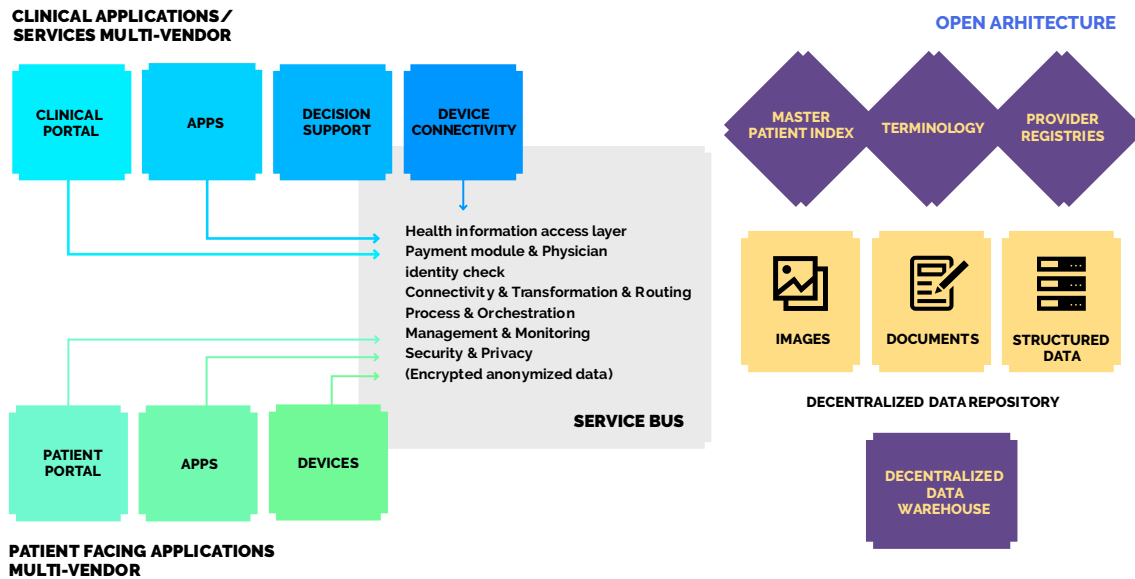 CLINICAL APPLICATIONS/
SERVICES MULTI-VENDOR
OPEN ARHITECTURE
CLINICAL
PORTAL
APPS
DECISION
SUPPORT
DEVICE
CONNECTIVITY
MASTER
PATIENT INDEX
TERMINOLOGY
PROVIDER
REGISTRIES
Health information access layer
Payment module & Physician
identity check
Connectivity & Transformation & Routing
Process & Orchestration
Management & Monitoring
Security & Privacy
(Encrypted anonymized data)
SERVICE BUS
IMAGES
DOCUMENTS
STRUCTURED
DATA
DECENTRALIZED DATA REPOSITORY
PATIENT
PORTAL
APPS
DEVICES
DECENTRALIZED
DATA
WAREHOUSE
PATIENT FACING APPLICATIONS
MULTI-VENDOR